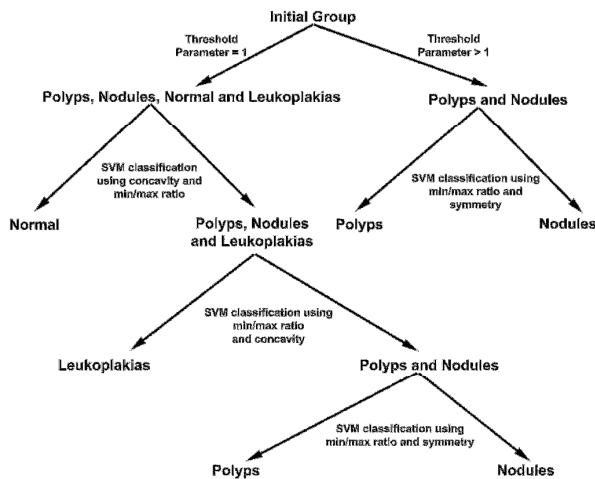 Initial Group
Threshold
Parameter = 1
Threshold
Parameter > 1
Polyps, Nodules, Normal and Leukoplakias
Polyps and Nodules
SVM classification
using concavity and
min/max ratio
SVM classification using
min/max ratio and
symmetry
Normal
Polyps, Nodules
and Leukoplakias
Polyps
Nodules
SVM classification using
min/max ratio
and concavity
Leukoplakias
Polyps and Nodules
SVM classification using
min/max ratio and symmetry
Polyps
Nodules